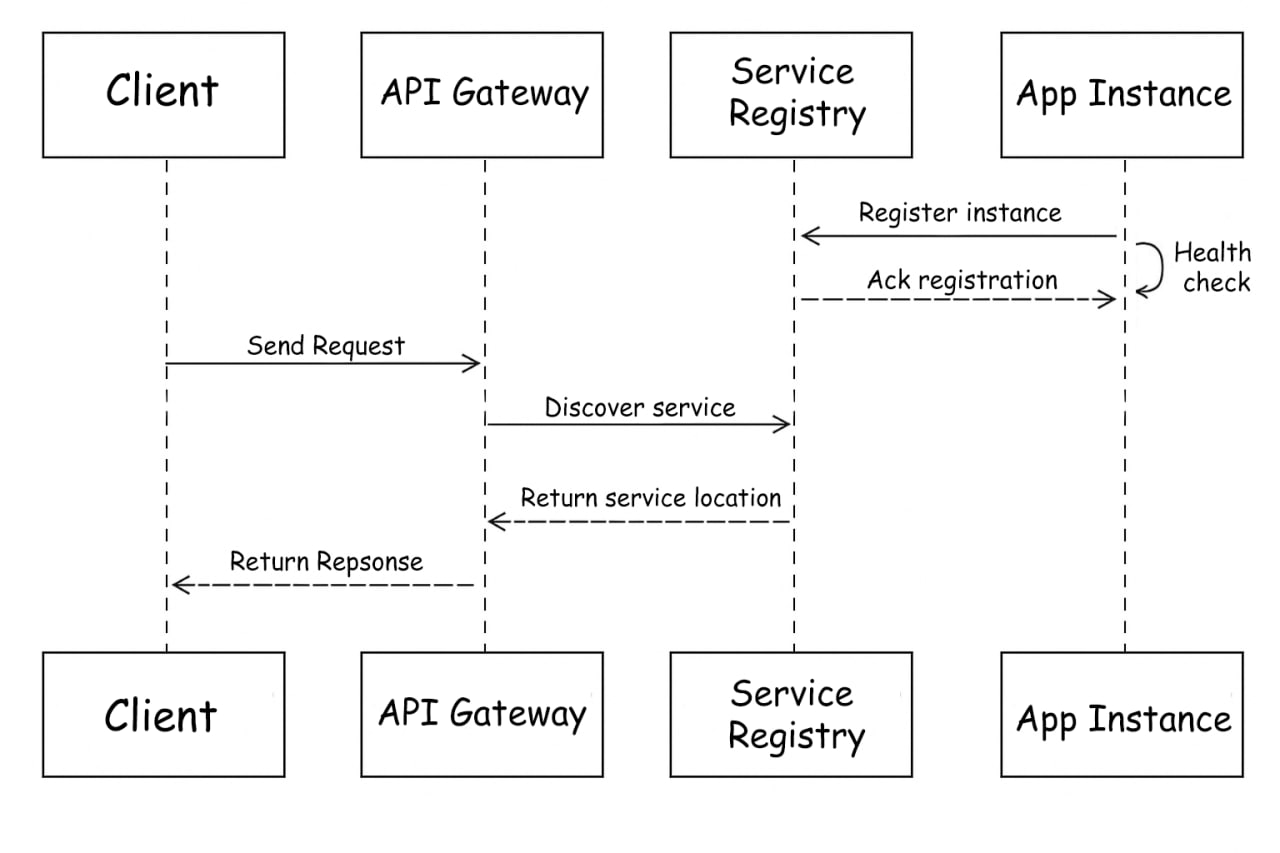 Client
API Gateway
Service
Registry
App Instance
Register instance
Health
check
Ack registration
Send Request
Discover service
Return service location
Return Repsonse
Client
API Gateway
Service
Registry
App Instance